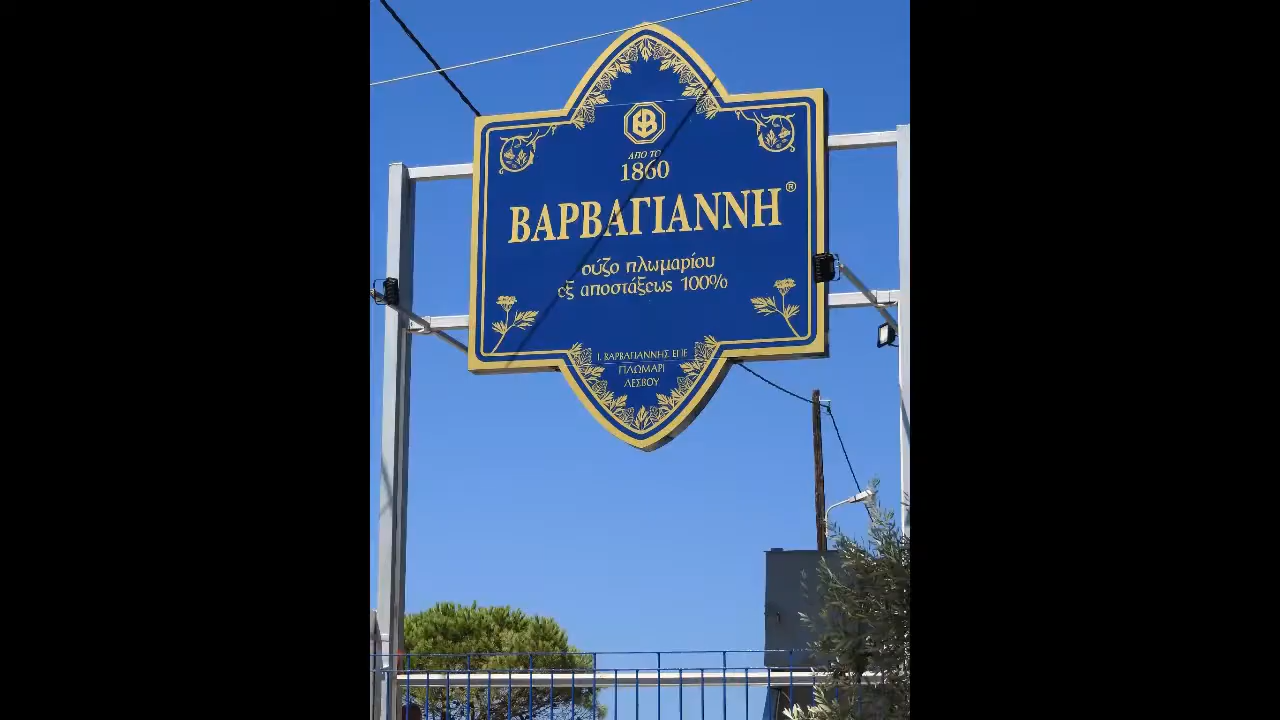 ΑΠΟ ΤΟ
1860
ΒΑΡΒΑΓΙΑΝΝΗ®
ούζο πλωμαρίου
εξ αποστάξεως 100%
Ι. ΒΑΡΒΑΓΙΑΝΝΗΣ ΕΠΕ
ΠΛΩΜΑΡΙ
ΛΕΣΒΟΥ